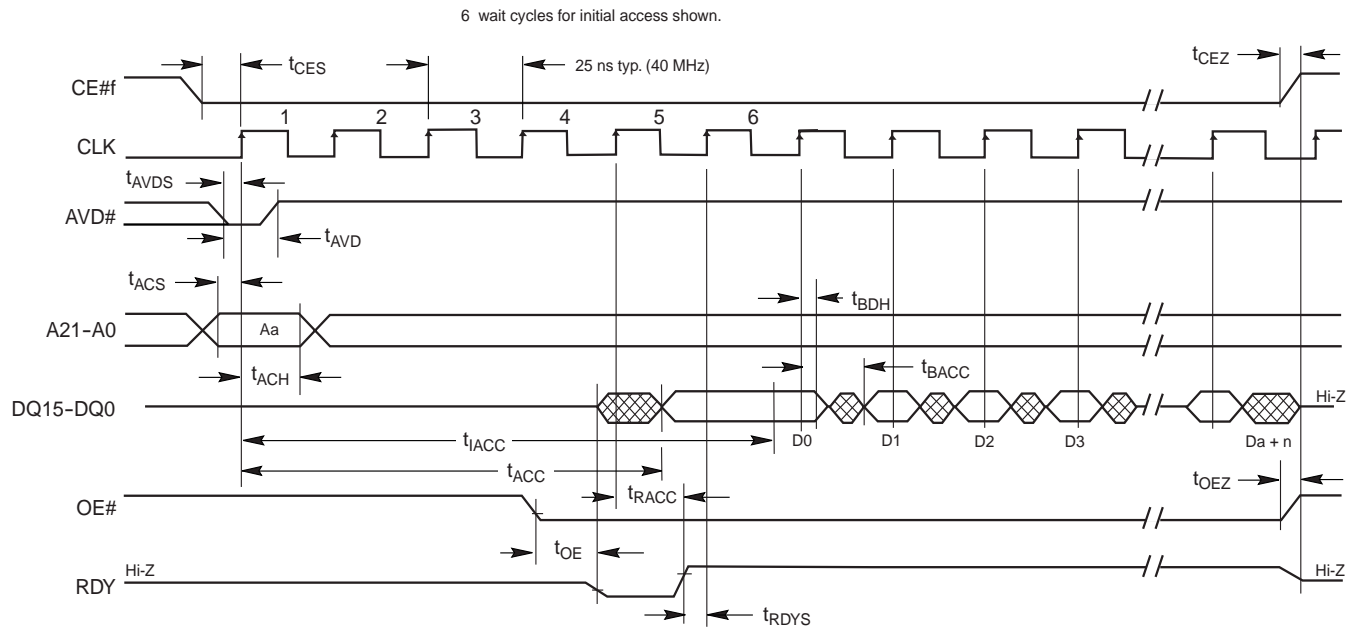 6 wait cycles for initial access shown.
tCES
25 ns typ. (40 MHz)
tCEZ
CE#f
1 2 3 4 5 6
CLK
tAVDS
AVD#
tAVD
tACS
tBDH
A21-A0
Aa
tACH
tBACC
DQ15-DQ0
Hi-Z
tIACC
D0 D1 D2 D3 Da + n
tACC
tRACC
tOEZ
OE#
tOE
Hi-Z
Hi-Z
RDY
tRDYS